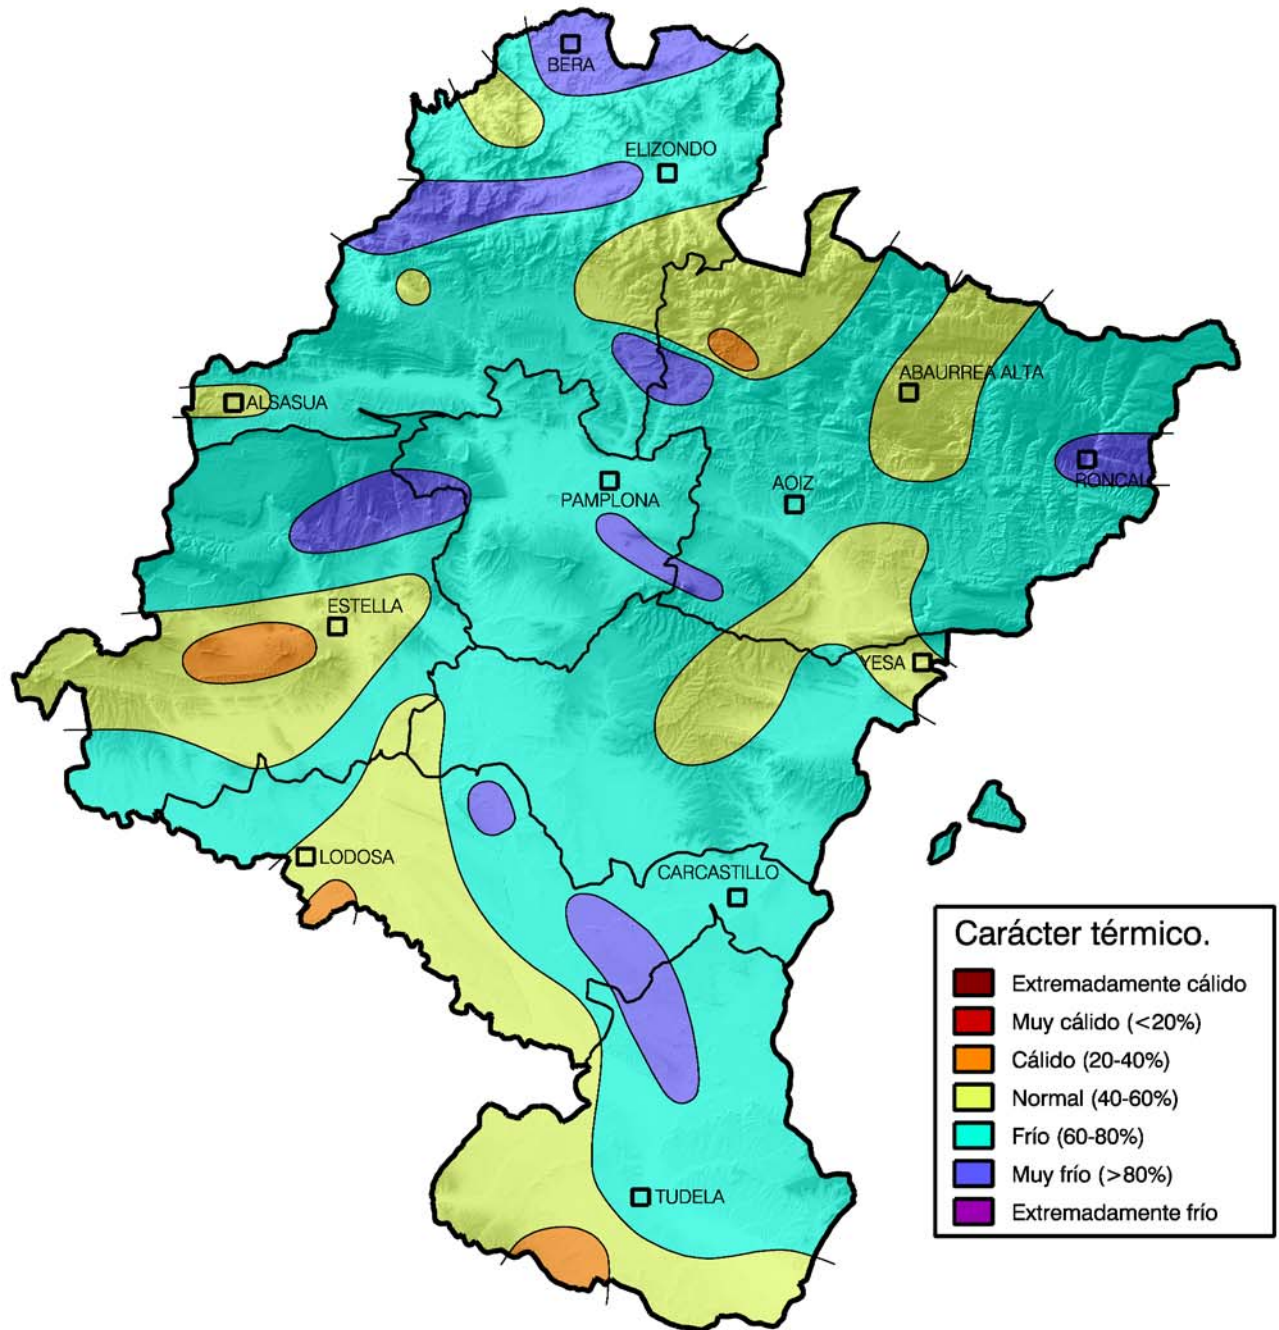 BERA
ELIZONDO
ABAURREA ALTA
ALSASUA
RONCAL
AOIZ
PAMPLONA
ESTELLA
YESA
LODOSA
CARCASTILLO
TUDELA
Carácter térmico.
Extremadamente cálido
Muy cálido (<20%)
Cálido (20-40%)
Normal (40-60%)
Frío (60-80%)
Muy frío (>80%)
Extremadamente frío